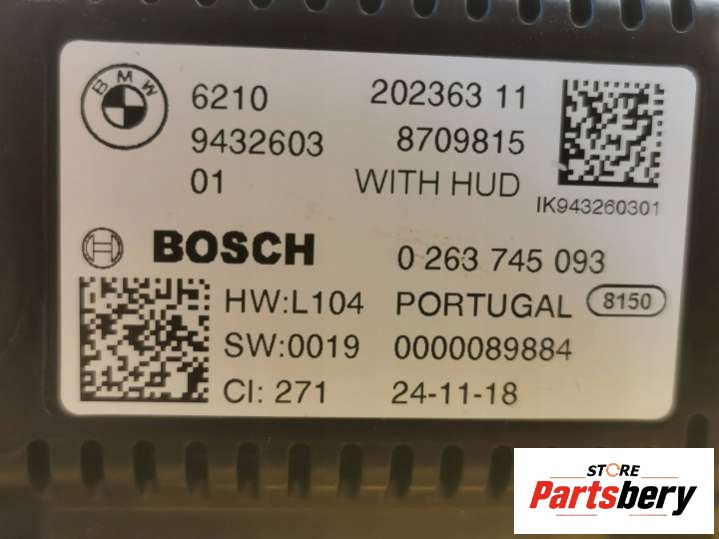 BMW
6210 202363 11
9432603 8709815
01 WITH HUD
IK943260301
BOSCH 0 263 745 093
HW:L104 PORTUGAL 8150
SW:0019 0000089884
CI: 271 24-11-18
STORE
Partsbery